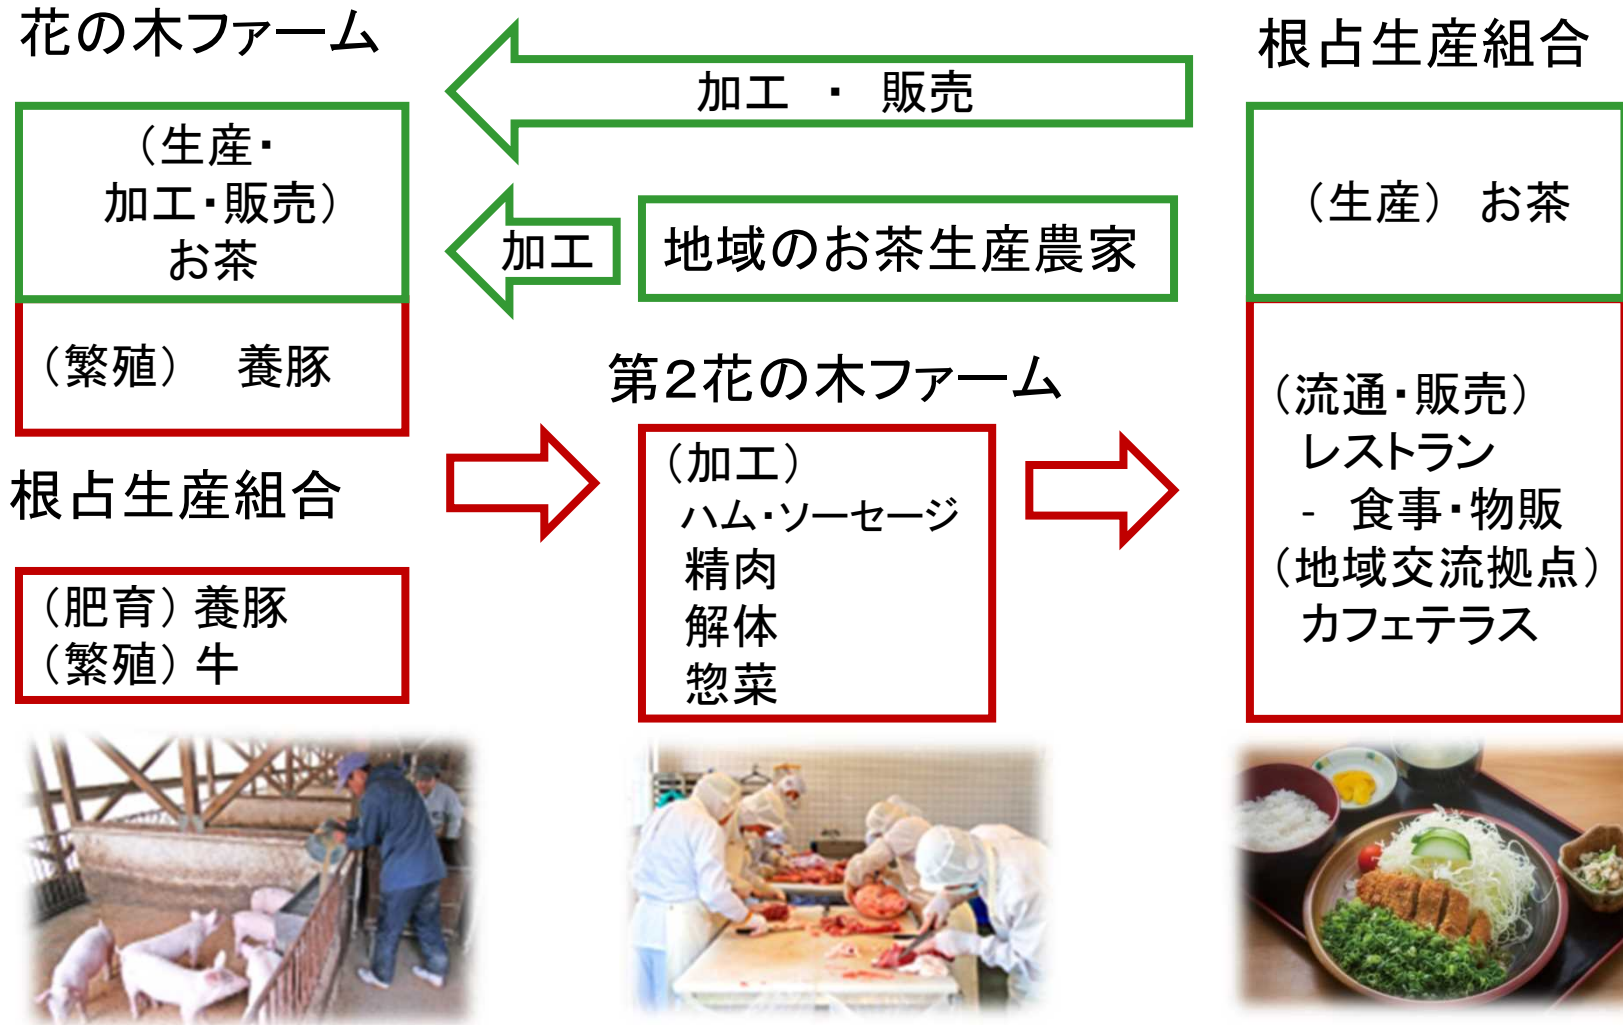 花の木ファーム
（生産・
加工・販売）
お茶
（繁殖）　養豚
根占生産組合
（肥育）養豚
（繁殖）牛
加工　・　販売
加工
地域のお茶生産農家
第２花の木ファーム
（加工）
ハム・ソーセージ
精肉
解体
惣菜
根占生産組合
（生産）　お茶
（流通・販売）
レストラン
-　食事・物販
（地域交流拠点）
カフェテラス